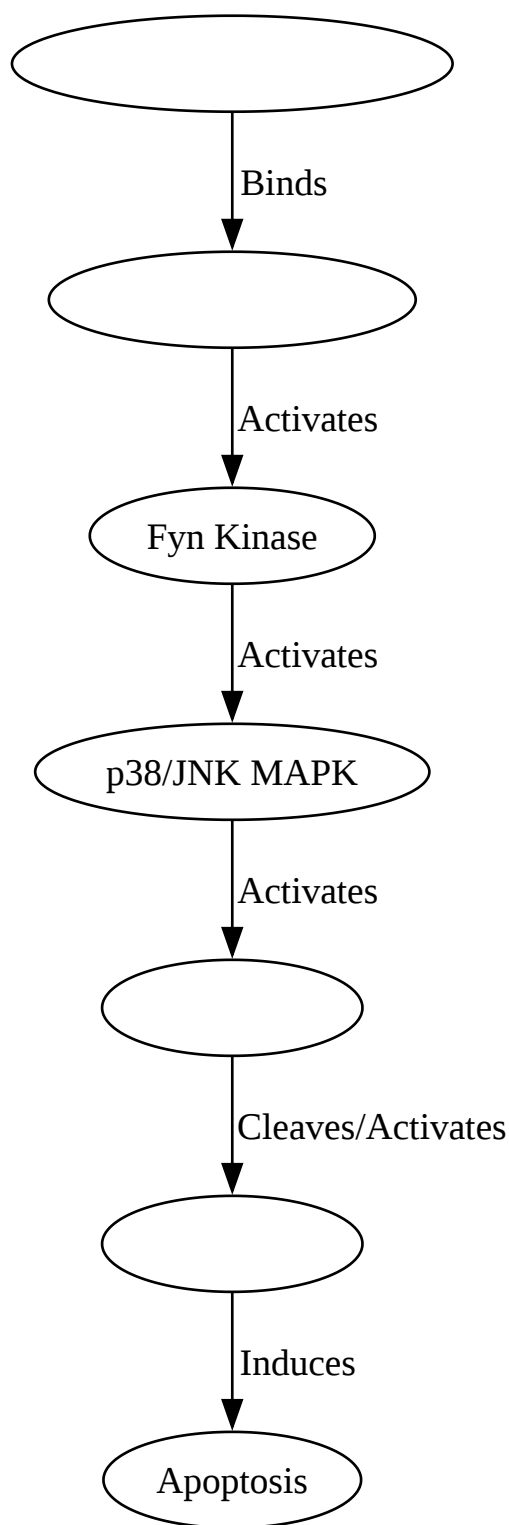 Binds
Activates
Fyn Kinase
Activates
p38/JNK MAPK
Activates
Cleaves/Activates
Induces
Apoptosis